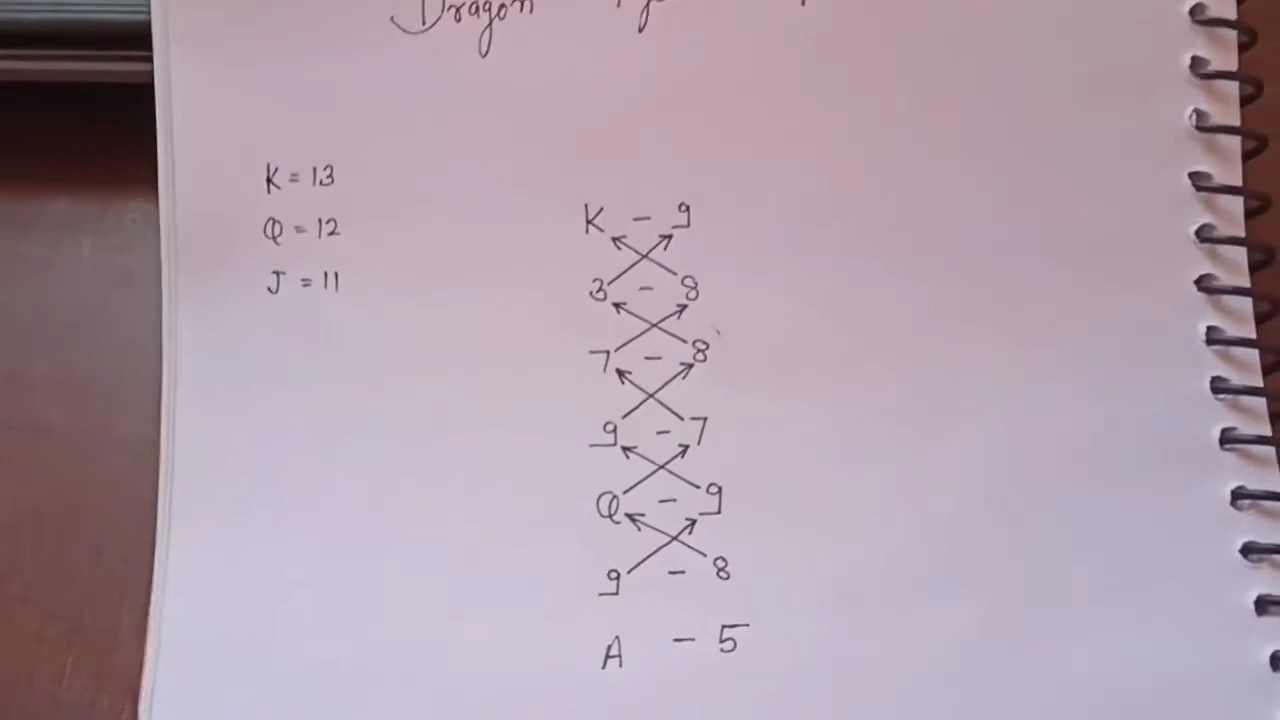 Dragon
K = 13
Q = 12
J = 11
K - 9
3 - 8
7 - 8
9 - 7
Q - 9
9 - 8
A - 5